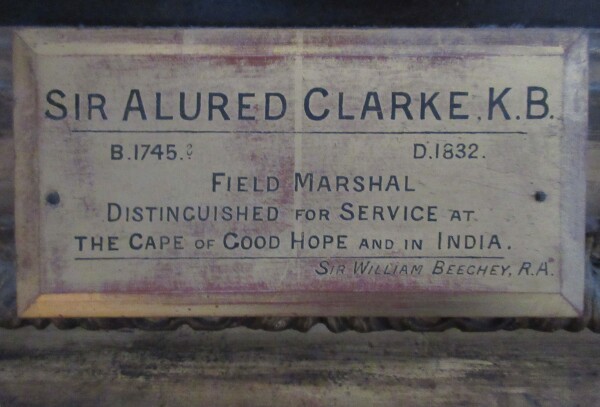 SIR ALURED CLARKE, K.B.
B.1745.? D.1832.
FIELD MARSHAL
DISTINGUISHED FOR SERVICE AT
THE CAPE OF GOOD HOPE AND IN INDIA.
SIR WILLIAM BEECHEY, R.A.